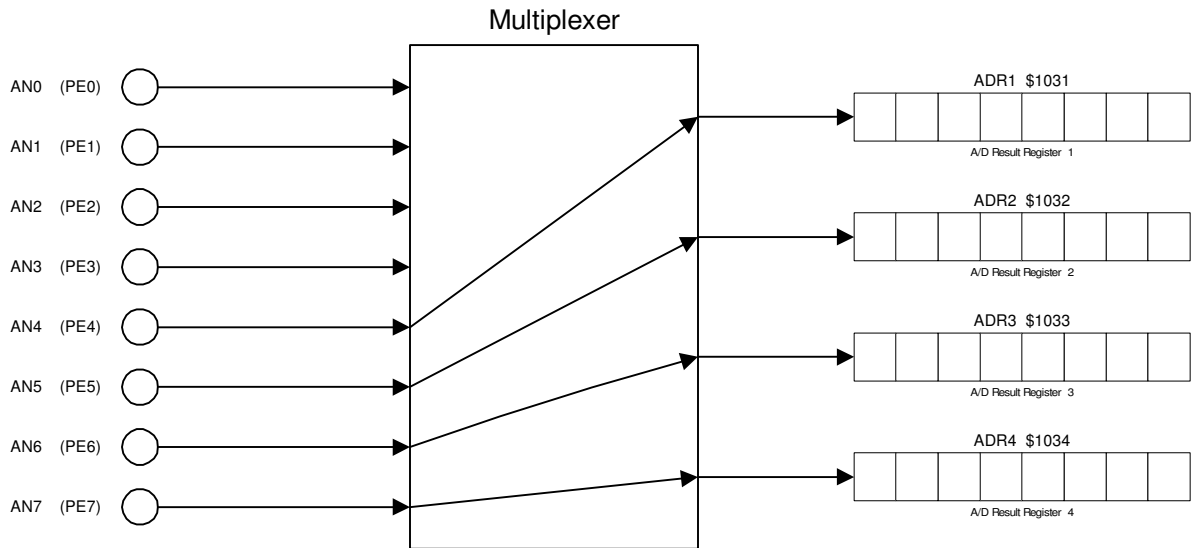 Multiplexer
AN0 (PE0)
AN1 (PE1)
AN2 (PE2)
AN3 (PE3)
AN4 (PE4)
AN5 (PE5)
AN6 (PE6)
AN7 (PE7)
ADR1 $1031
A/D Result Register 1
ADR2 $1032
A/D Result Register 2
ADR3 $1033
A/D Result Register 3
ADR4 $1034
A/D Result Register 4